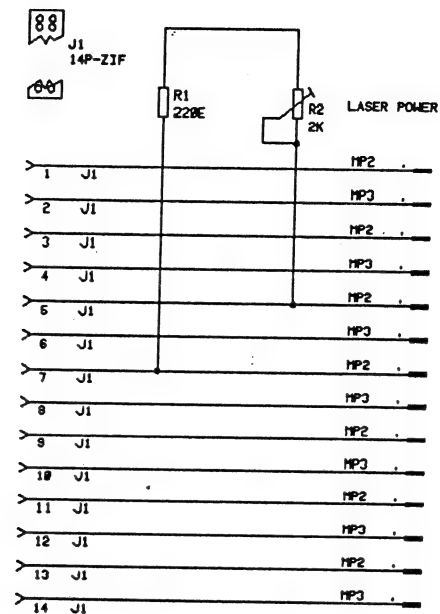 J1
14P-ZIF
R1
220E
R2
2K
LASER POWER
1 J1 MP2
2 J1 MP3
3 J1 MP2
4 J1 MP3
5 J1 MP2
6 J1 MP3
7 J1 MP2
8 J1 MP3
9 J1 MP2
10 J1 MP3
11 J1 MP2
12 J1 MP3
13 J1 MP2
14 J1 MP3